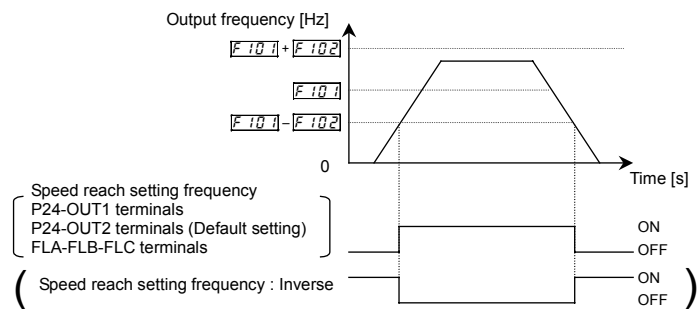 Output frequency [Hz]
F 101 + F 102
F 101
F 101 – F 102
0
Time [s]
Speed reach setting frequency
P24-OUT1 terminals
P24-OUT2 terminals (Default setting)
FLA-FLB-FLC terminals
ON
OFF
( Speed reach setting frequency : Inverse
ON
OFF )